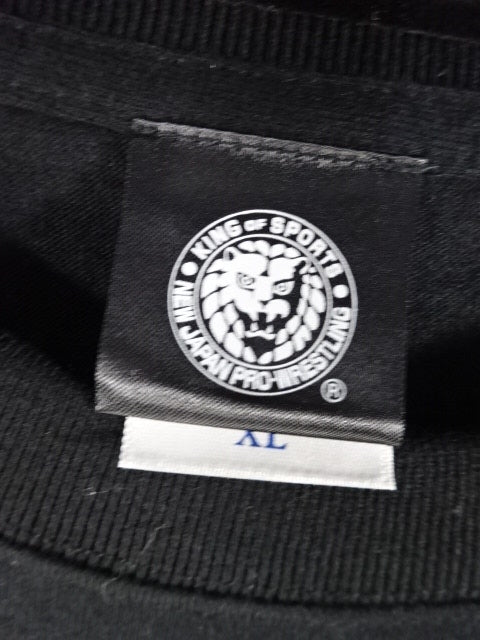 KING OF SPORTS
NEW JAPAN PRO-WRESTLING
®
XL